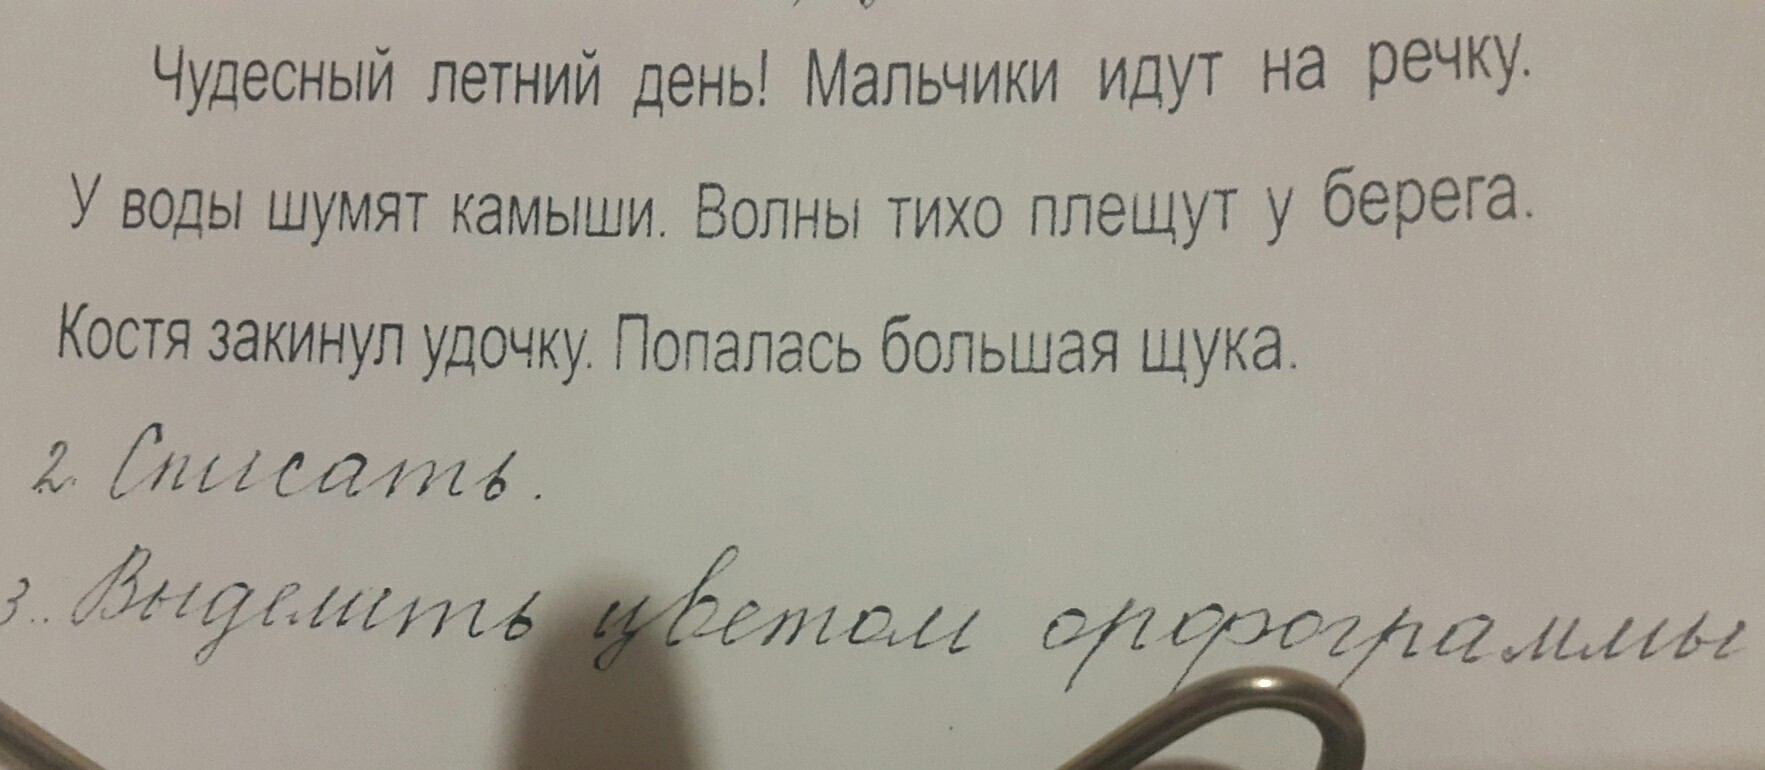 Чудесный летний день! Мальчики идут на речку.
У воды шумят камыши. Волны тихо плещут у берега.
Костя закинул удочку. Попалась большая щука.
2. Списать.
3.. Выделить цветом орфограммы